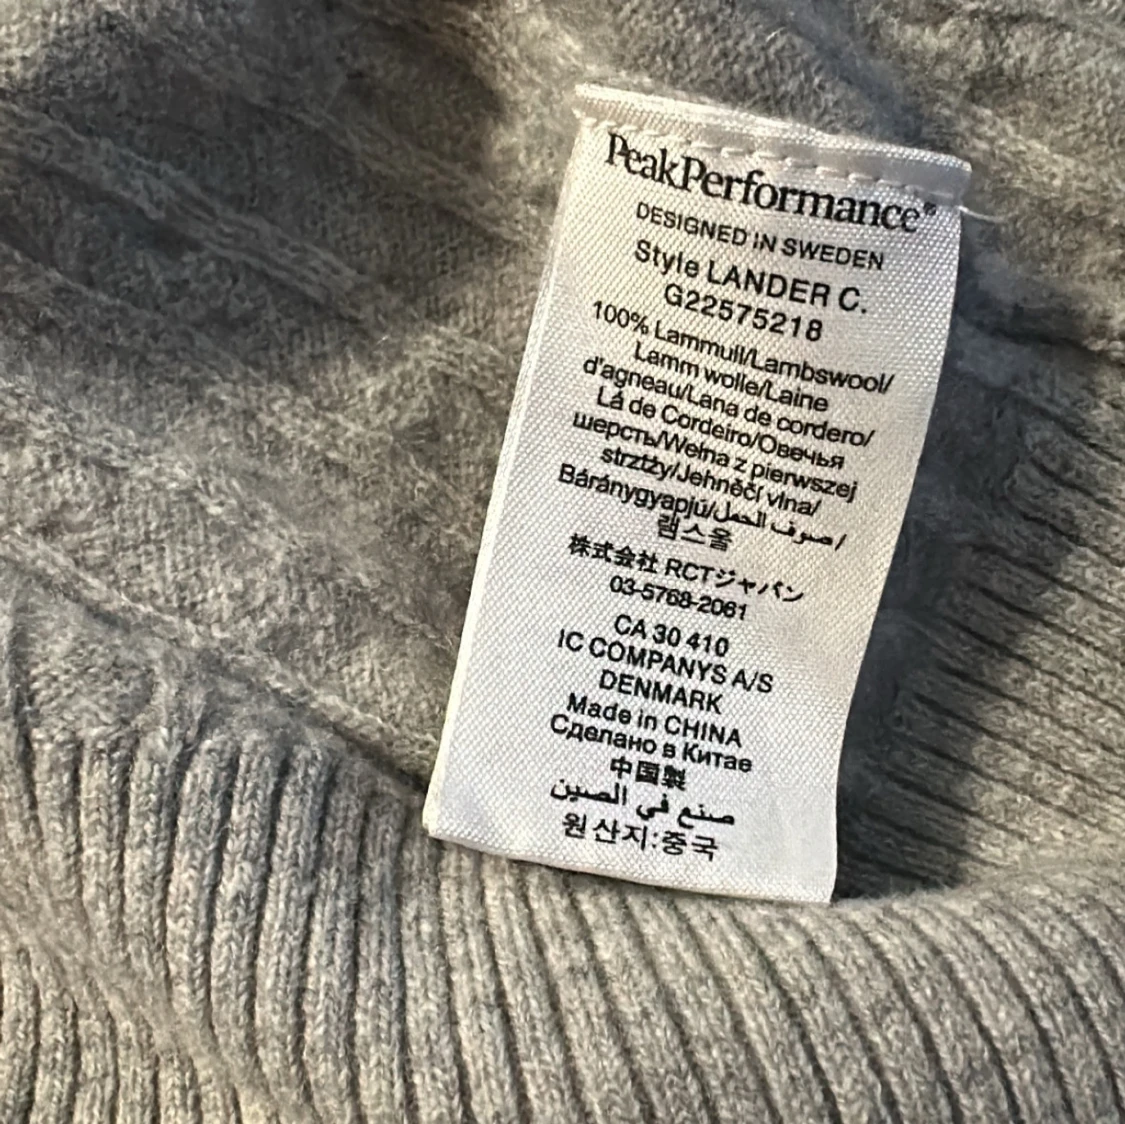 PeakPerformance®
DESIGNED IN SWEDEN
Style LANDER C.
G22575218
100% Lammull/Lambswool/
Lamm wolle/Laine
d'agneau/Lana de cordero/
Lá de Cordeiro/Овечья
шерсть/Wełna z pierwszej
strztży/Jehněčí vlna/
Báránygyapjú/صوف الحمل/
램스울
株式会社 RCTジャパン
03-5768-2061
CA 30 410
IC COMPANYS A/S
DENMARK
Made in CHINA
Сделано в Китае
中国製
صنع في الصين
원산지:중국